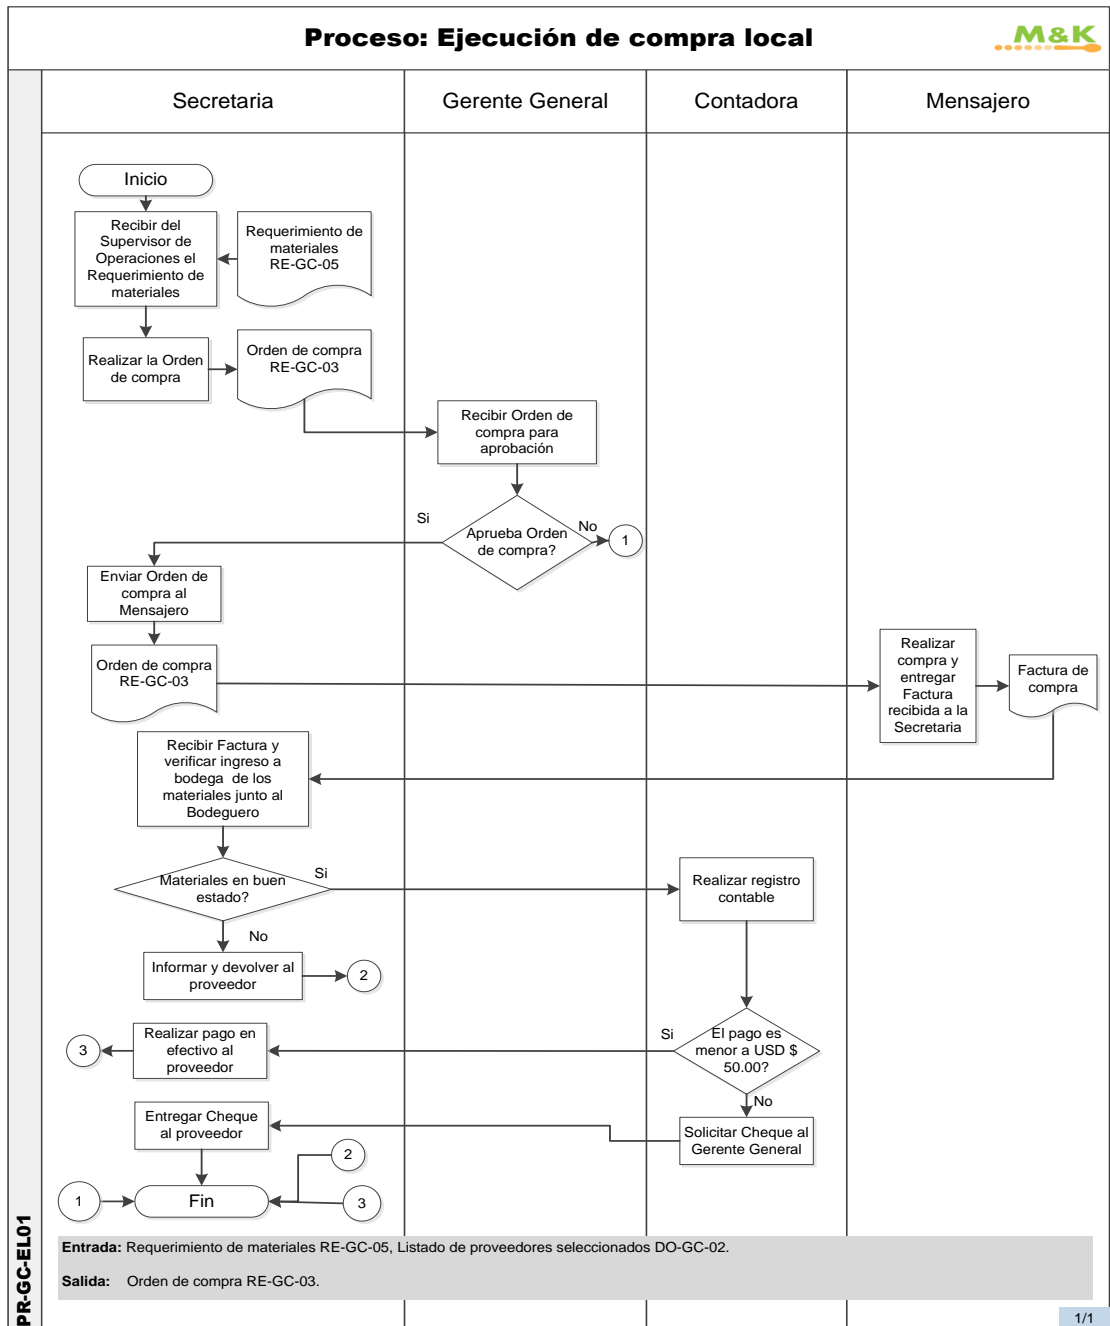 Proceso: Ejecución de compra local
M&K
Secretaria
Gerente General
Contadora
Mensajero
Inicio
Recibir del
Supervisor de
Operaciones el
Requerimiento de
materiales
Requerimiento de
materiales
RE-GC-05
Realizar la Orden
de compra
Orden de compra
RE-GC-03
Recibir Orden de
compra para
aprobación
Aprueba Orden
de compra?
Si
No
1
Enviar Orden de
compra al
Mensajero
Orden de compra
RE-GC-03
Realizar
compra y
entregar
Factura
recibida a la
Secretaria
Factura de
compra
Recibir Factura y
verificar ingreso a
bodega de los
materiales junto al
Bodeguero
Materiales en buen
estado?
Si
No
Realizar registro
contable
Informar y devolver al
proveedor
2
El pago es
menor a USD $
50.00?
Si
No
Realizar pago en
efectivo al
proveedor
3
Solicitar Cheque al
Gerente General
Entregar Cheque
al proveedor
2
1
Fin
3
Entrada: Requerimiento de materiales RE-GC-05, Listado de proveedores seleccionados DO-GC-02.
Salida: Orden de compra RE-GC-03.
PR-GC-EL01
1/1